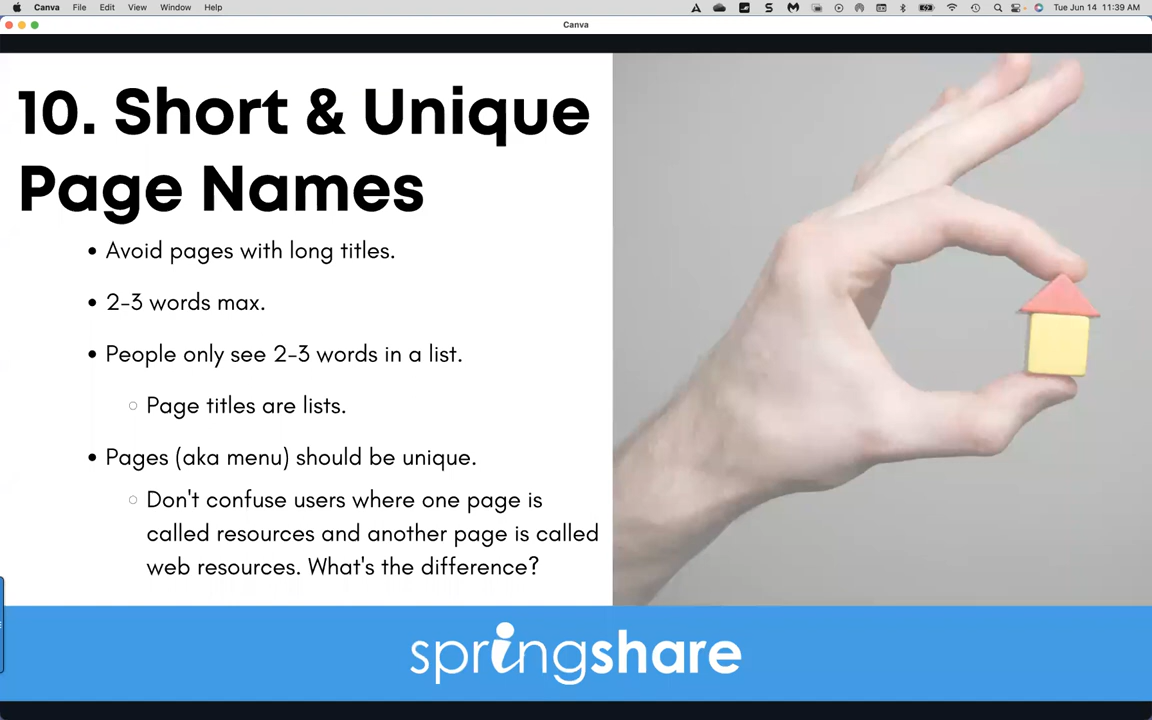 Canva File Edit View Window Help Tue Jun 14 11:39 AM
Canva
10. Short & Unique
Page Names
• Avoid pages with long titles.
• 2-3 words max.
• People only see 2-3 words in a list.
○ Page titles are lists.
• Pages (aka menu) should be unique.
○ Don't confuse users where one page is
called resources and another page is called
web resources. What's the difference?
springshare